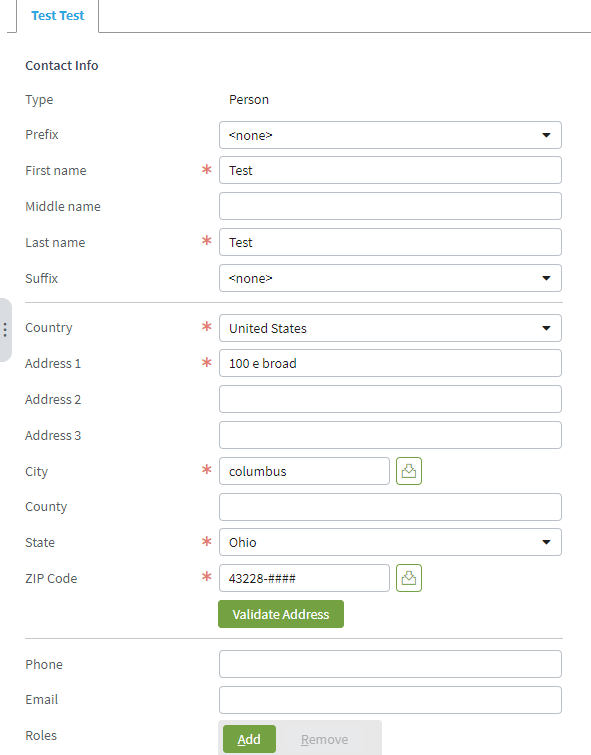 Test Test
Contact Info
Type Person
Prefix <none>
First name * Test
Middle name
Last name * Test
Suffix <none>
Country * United States
Address 1 * 100 e broad
Address 2
Address 3
City * columbus
County
State * Ohio
ZIP Code * 43228-####
Validate Address
Phone
Email
Roles Add Remove